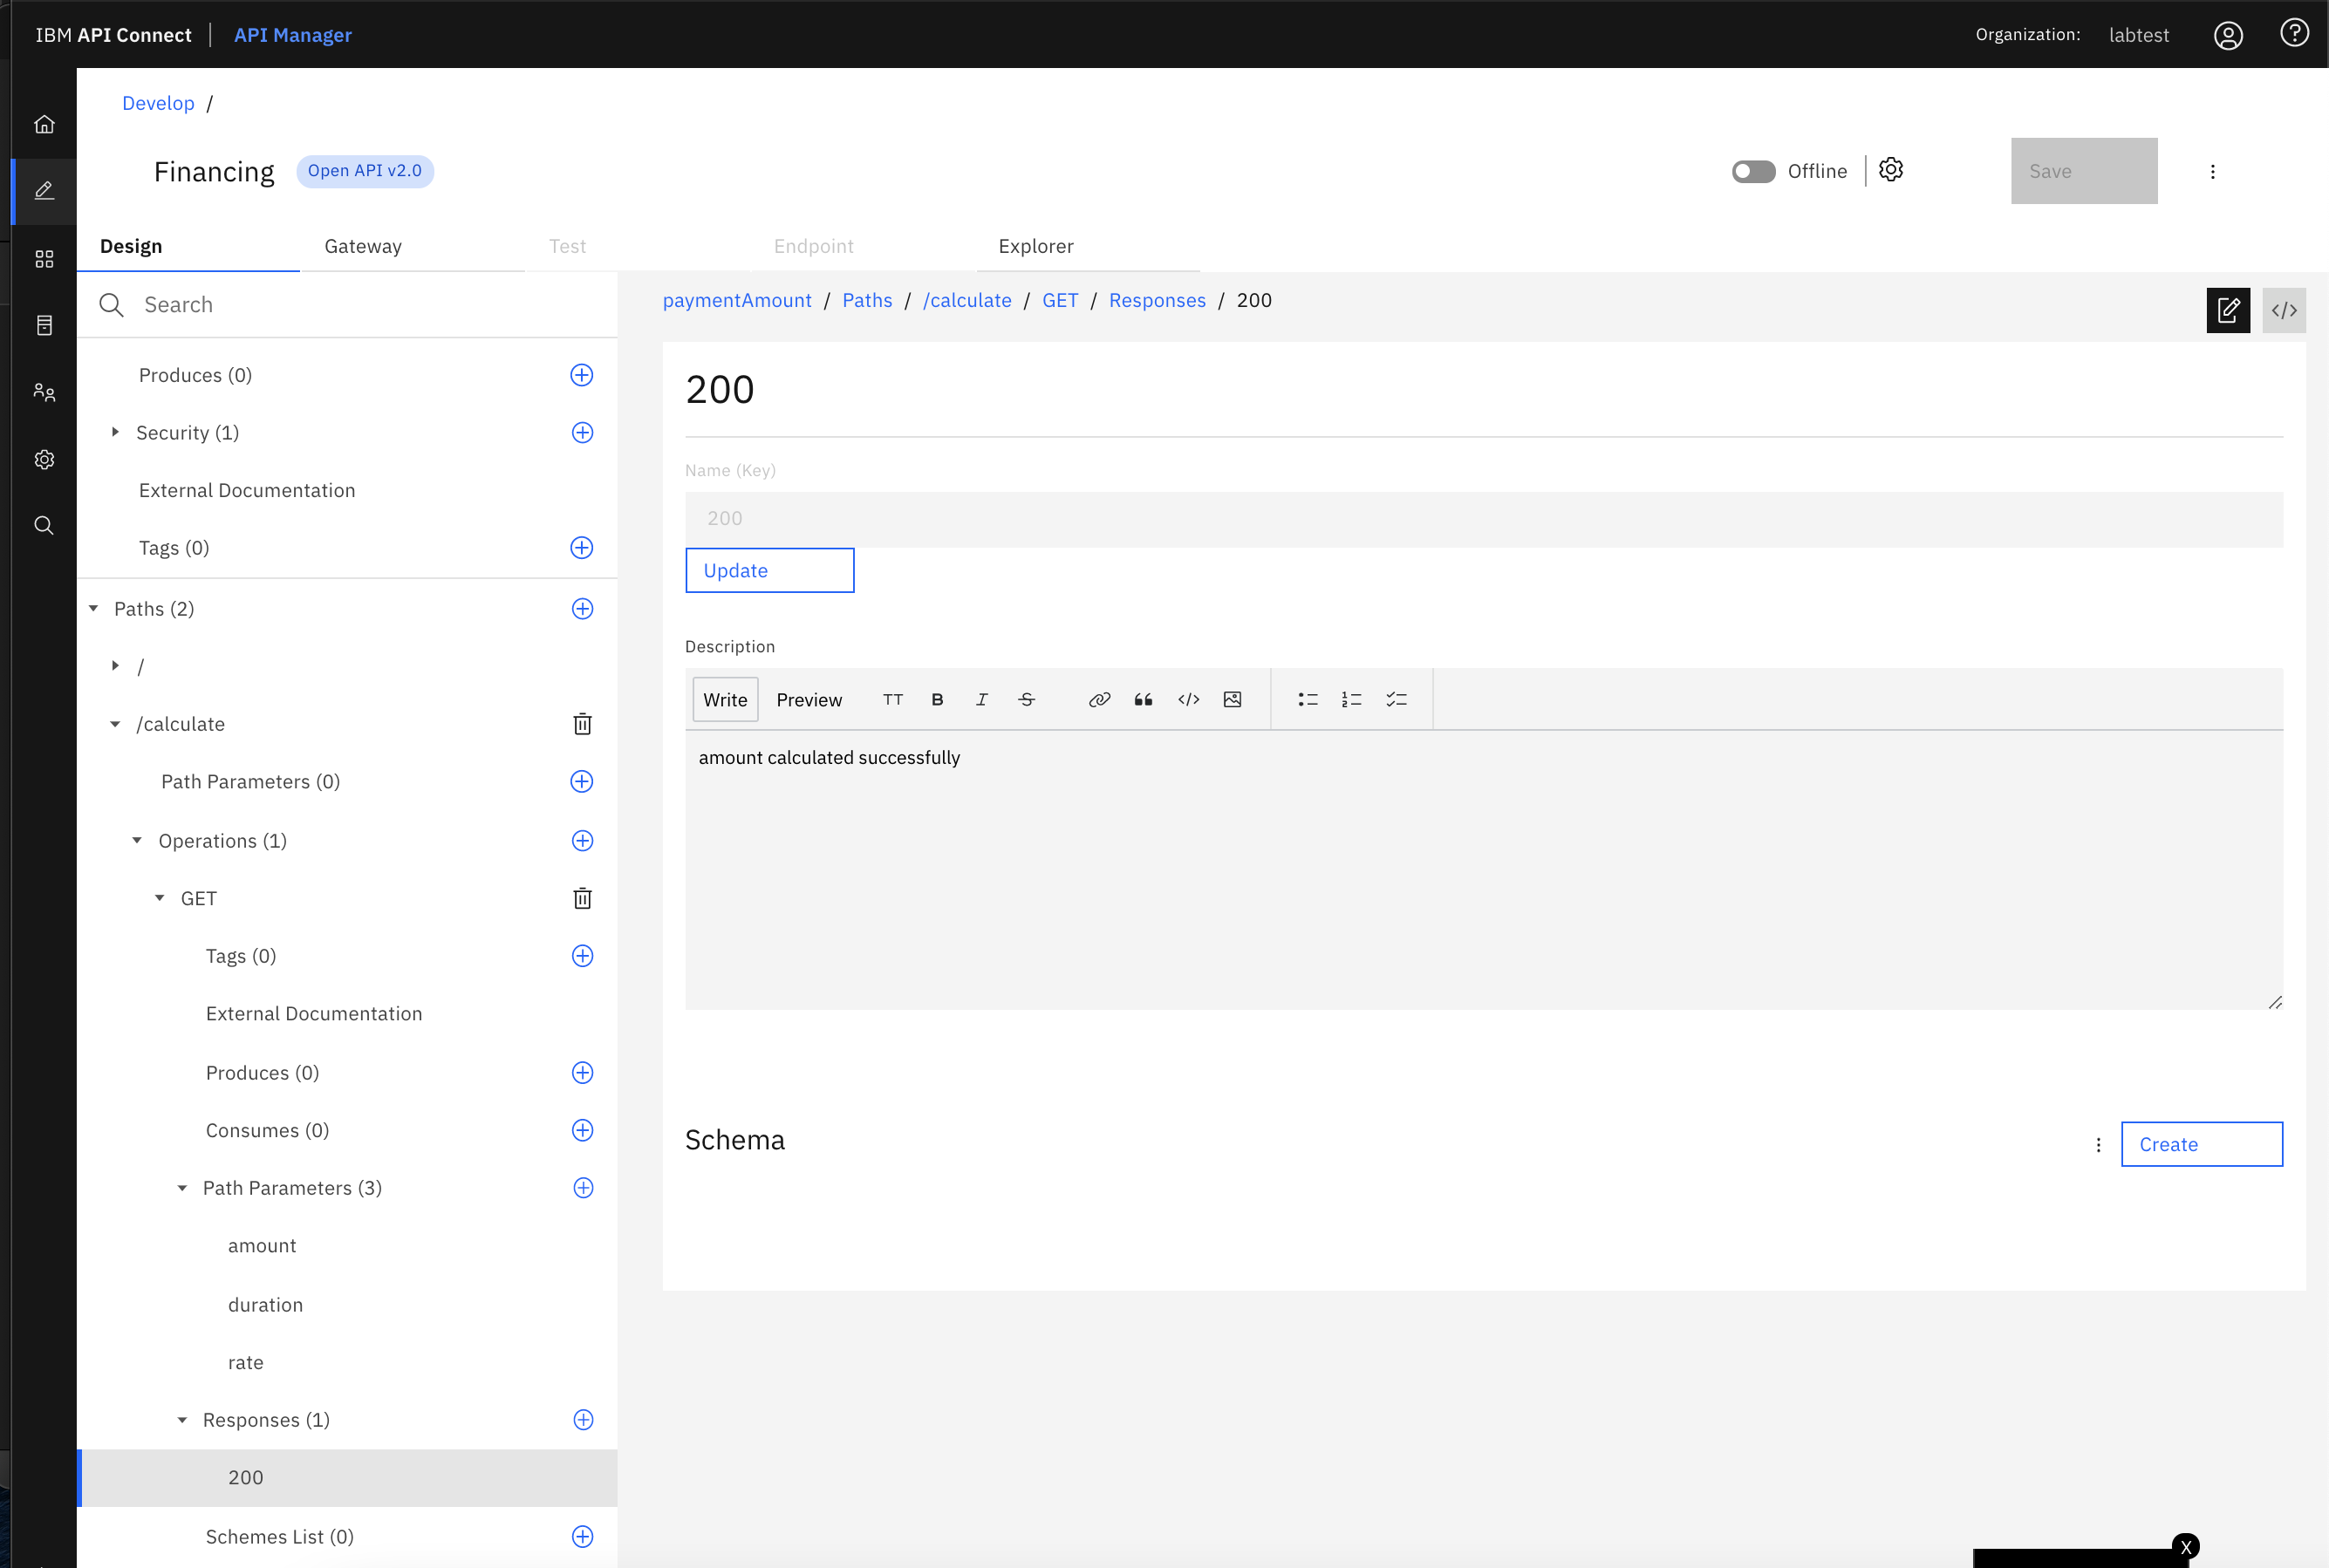 IBM API Connect | API Manager
Organization: labtest
Develop /
Financing Open API v2.0
Offline
Save
Design Gateway Test Endpoint Explorer
Search
Produces (0)
Security (1)
External Documentation
Tags (0)
Paths (2)
/
/calculate
Path Parameters (0)
Operations (1)
GET
Tags (0)
External Documentation
Produces (0)
Consumes (0)
Path Parameters (3)
amount
duration
rate
Responses (1)
200
Schemes List (0)
paymentAmount / Paths / /calculate / GET / Responses / 200
200
Name (Key)
200
Update
Description
Write Preview TT B I S
amount calculated successfully
Schema
Create
X